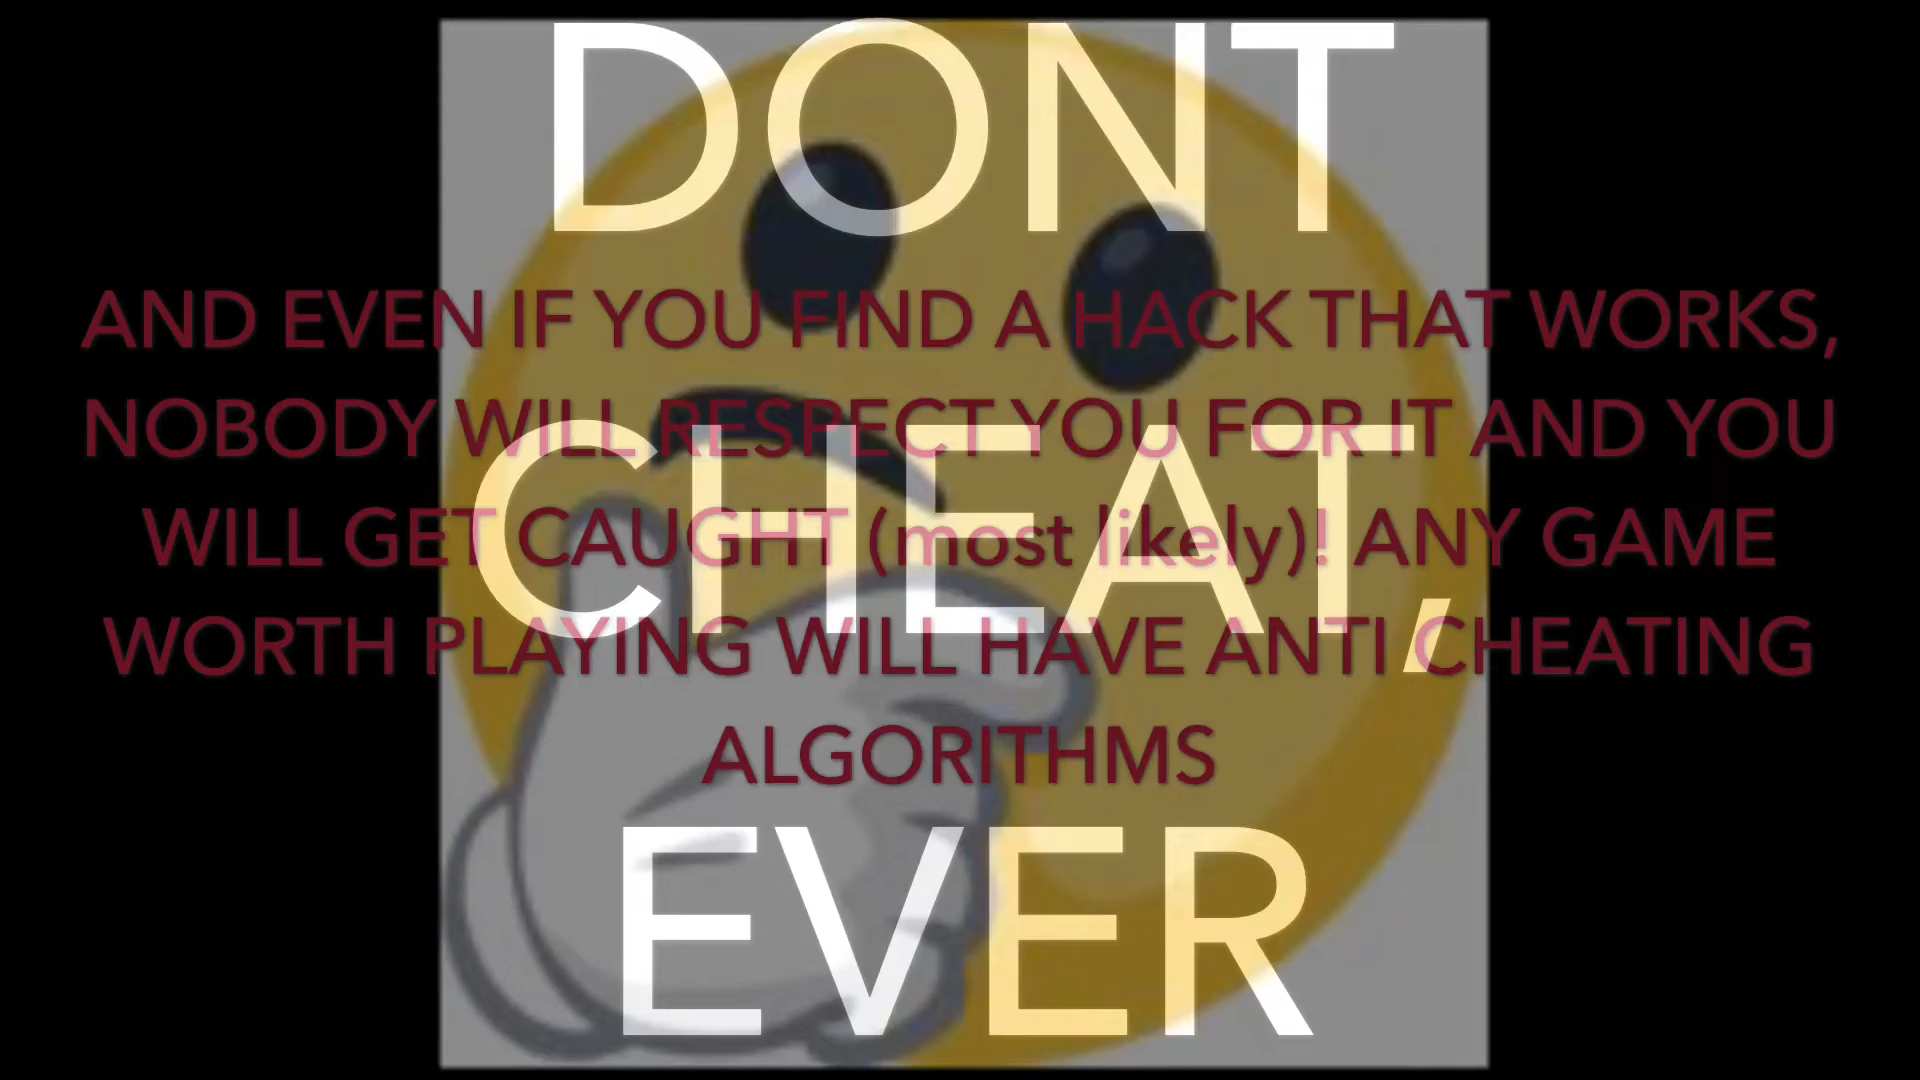 DONT
AND EVEN IF YOU FIND A HACK THAT WORKS,
NOBODY WILL RESPECT YOU FOR IT AND YOU
CHEAT,
WILL GET CAUGHT (most likely)! ANY GAME
WORTH PLAYING WILL HAVE ANTI CHEATING
ALGORITHMS
EVER